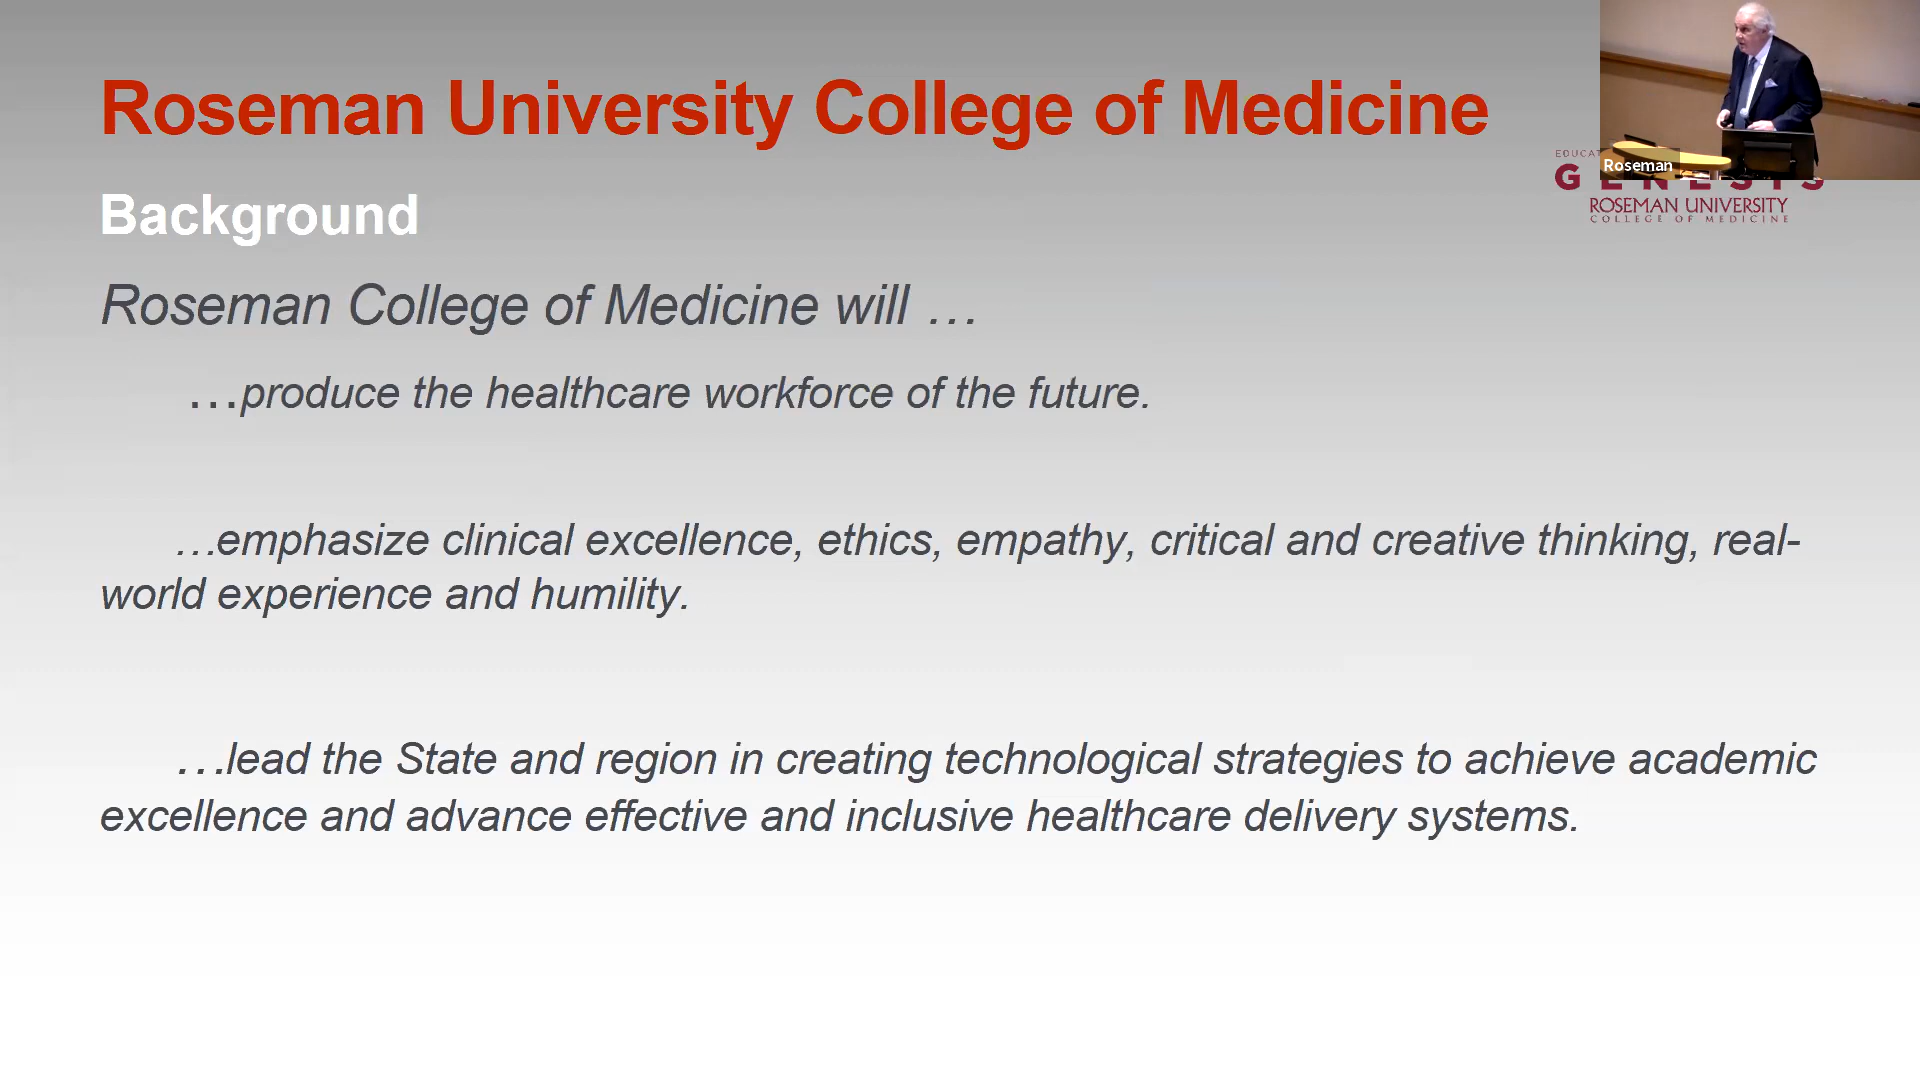 Roseman University College of Medicine
Background
Roseman College of Medicine will …
…produce the healthcare workforce of the future.
…emphasize clinical excellence, ethics, empathy, critical and creative thinking, real-
world experience and humility.
…lead the State and region in creating technological strategies to achieve academic
excellence and advance effective and inclusive healthcare delivery systems.
Roseman
GENESYS
ROSEMAN UNIVERSITY
COLLEGE OF MEDICINE